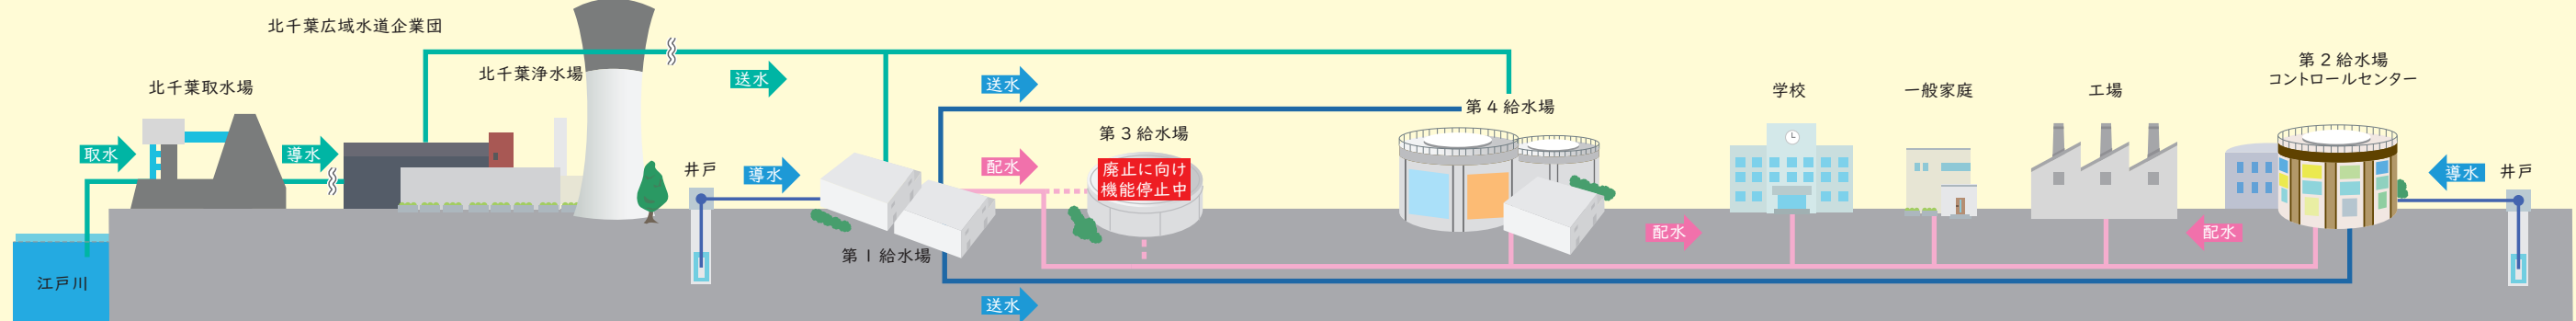 北千葉広域水道企業団
北千葉取水場
北千葉浄水場
取水
導水
江戸川
送水
井戸
導水
第1給水場
送水
配水
第3給水場
廃止に向け
機能停止中
送水
第4給水場
配水
学校
一般家庭
工場
配水
第2給水場
コントロールセンター
導水
井戸